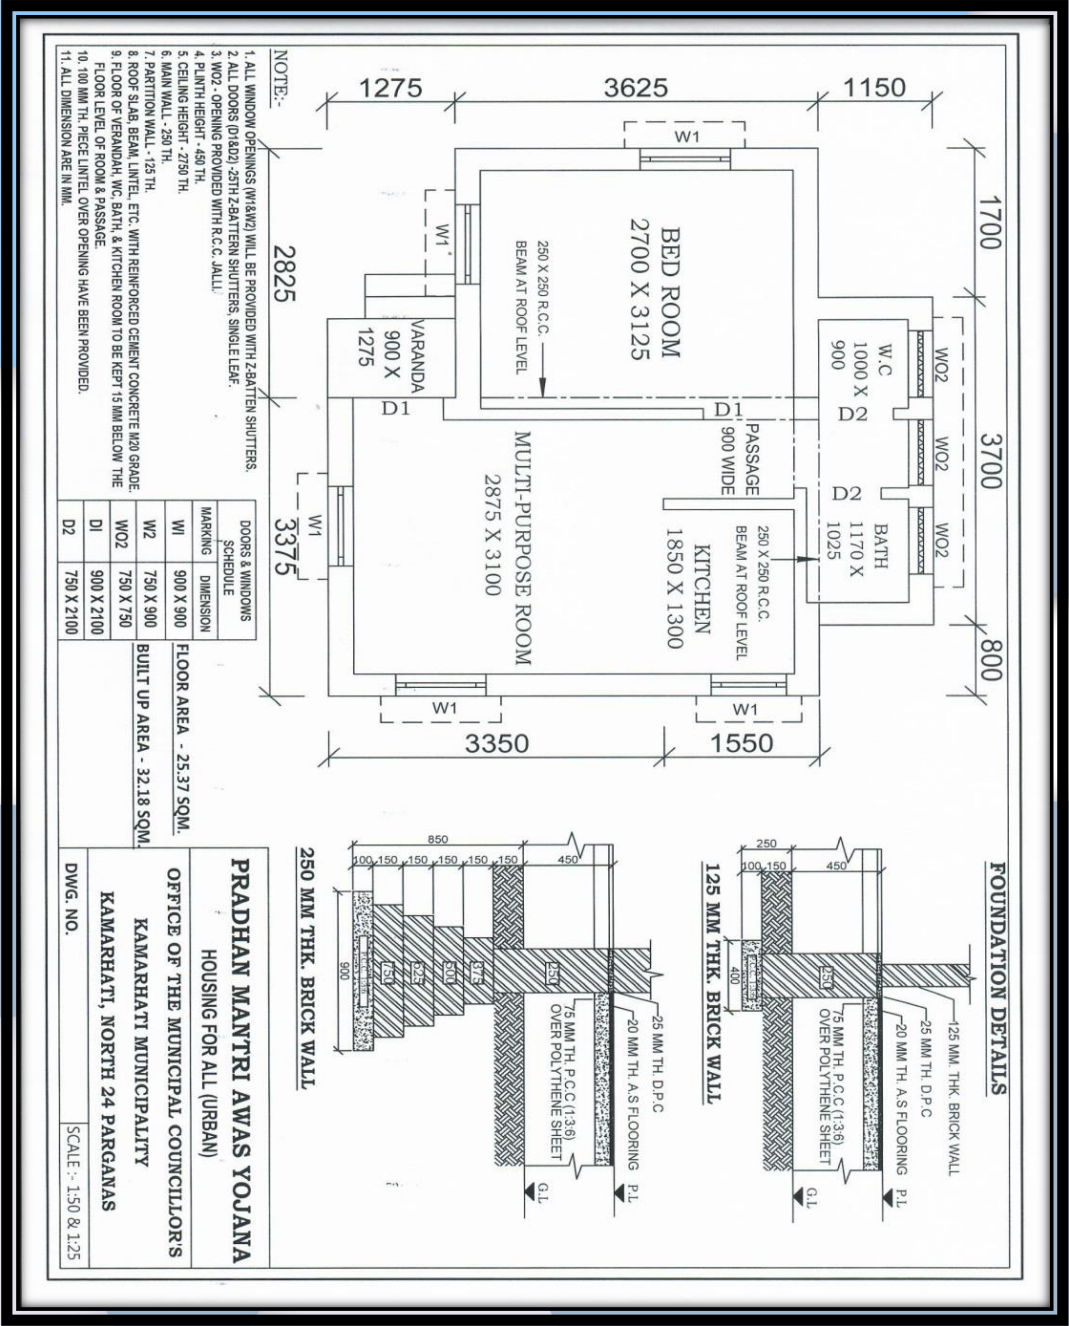 1700
3700
800
1150
3625
1275
2825
3375
1550
3350
W1
W1
W1
W1
W1
WO2
WO2
WO2
BED ROOM
2700 X 3125
250 X 250 R.C.C.
BEAM AT ROOF LEVEL
W.C
1000 X
900
D2
D2
BATH
1170 X
1025
D1
D1
PASSAGE
900 WIDE
250 X 250 R.C.C.
BEAM AT ROOF LEVEL
KITCHEN
1850 X 1300
MULTI-PURPOSE ROOM
2875 X 3100
VARANDA
900 X
1275
FOUNDATION DETAILS
125 MM. THK. BRICK WALL
25 MM TH. D.P.C
20 MM TH. A.S FLOORING
75 MM TH. P.C.C (1:3:6)
OVER POLYTHENE SHEET
P.L
G.L
450
150
100
250
250
400
125 MM THK. BRICK WALL
25 MM TH. D.P.C
20 MM TH. A.S FLOORING
75 MM TH. P.C.C (1:3:6)
OVER POLYTHENE SHEET
P.L
G.L
450
150
150
150
150
150
100
850
250
375
500
625
750
900
250 MM THK. BRICK WALL
NOTE:-
1. ALL WINDOW OPENINGS (W1&W2) WILL BE PROVIDED WITH Z-BATTEN SHUTTERS.
2. ALL DOORS (D1&D2) -25TH Z-BATTERN SHUTTERS, SINGLE LEAF.
3. WO2 - OPENING PROVIDED WITH R.C.C. JALLI.
4. PLINTH HEIGHT - 450 TH.
5. CEILING HEIGHT - 2750 TH.
6. MAIN WALL - 250 TH.
7. PARTITION WALL - 125 TH.
8. ROOF SLAB, BEAM, LINTEL, ETC. WITH REINFORCED CEMENT CONCRETE M20 GRADE.
9. FLOOR OF VERANDAH, WC, BATH, & KITCHEN ROOM TO BE KEPT 15 MM BELOW THE
FLOOR LEVEL OF ROOM & PASSAGE.
10. 100 MM TH. PIECE LINTEL OVER OPENING HAVE BEEN PROVIDED.
11. ALL DIMENSION ARE IN MM.
DOORS & WINDOWS
SCHEDULE
MARKING DIMENSION
WI 900 X 900
W2 750 X 900
WO2 750 X 750
DI 900 X 2100
D2 750 X 2100
FLOOR AREA - 25.37 SQM.
BUILT UP AREA - 32.18 SQM.
PRADHAN MANTRI AWAS YOJANA
HOUSING FOR ALL (URBAN)
OFFICE OF THE MUNICIPAL COUNCILLOR'S
KAMARHATI MUNICIPALITY
KAMARHATI, NORTH 24 PARGANAS
DWG. NO.
SCALE :- 1:50 & 1:25